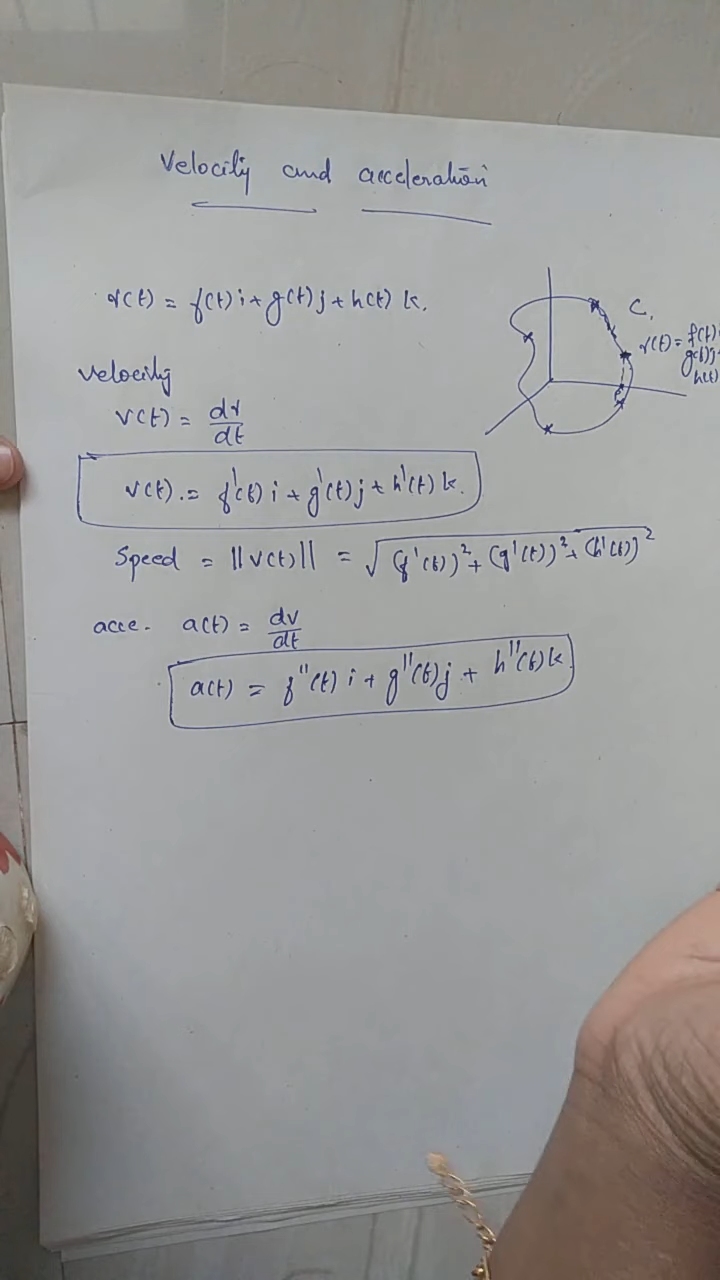 Velocity and acceleration
r(t) = f(t) i + g(t) j + h(t) k.
C.
r(t) = f(t)i
g(t)j
h(t)
velocity
v(t) = dr/dt
v(t) = f'(t) i + g'(t) j + h'(t) k.
Speed = ||v(t)|| = √(f'(t))² + (g'(t))² + (h'(t))²
acce. a(t) = dv/dt
a(t) = f''(t) i + g''(t) j + h''(t) k.